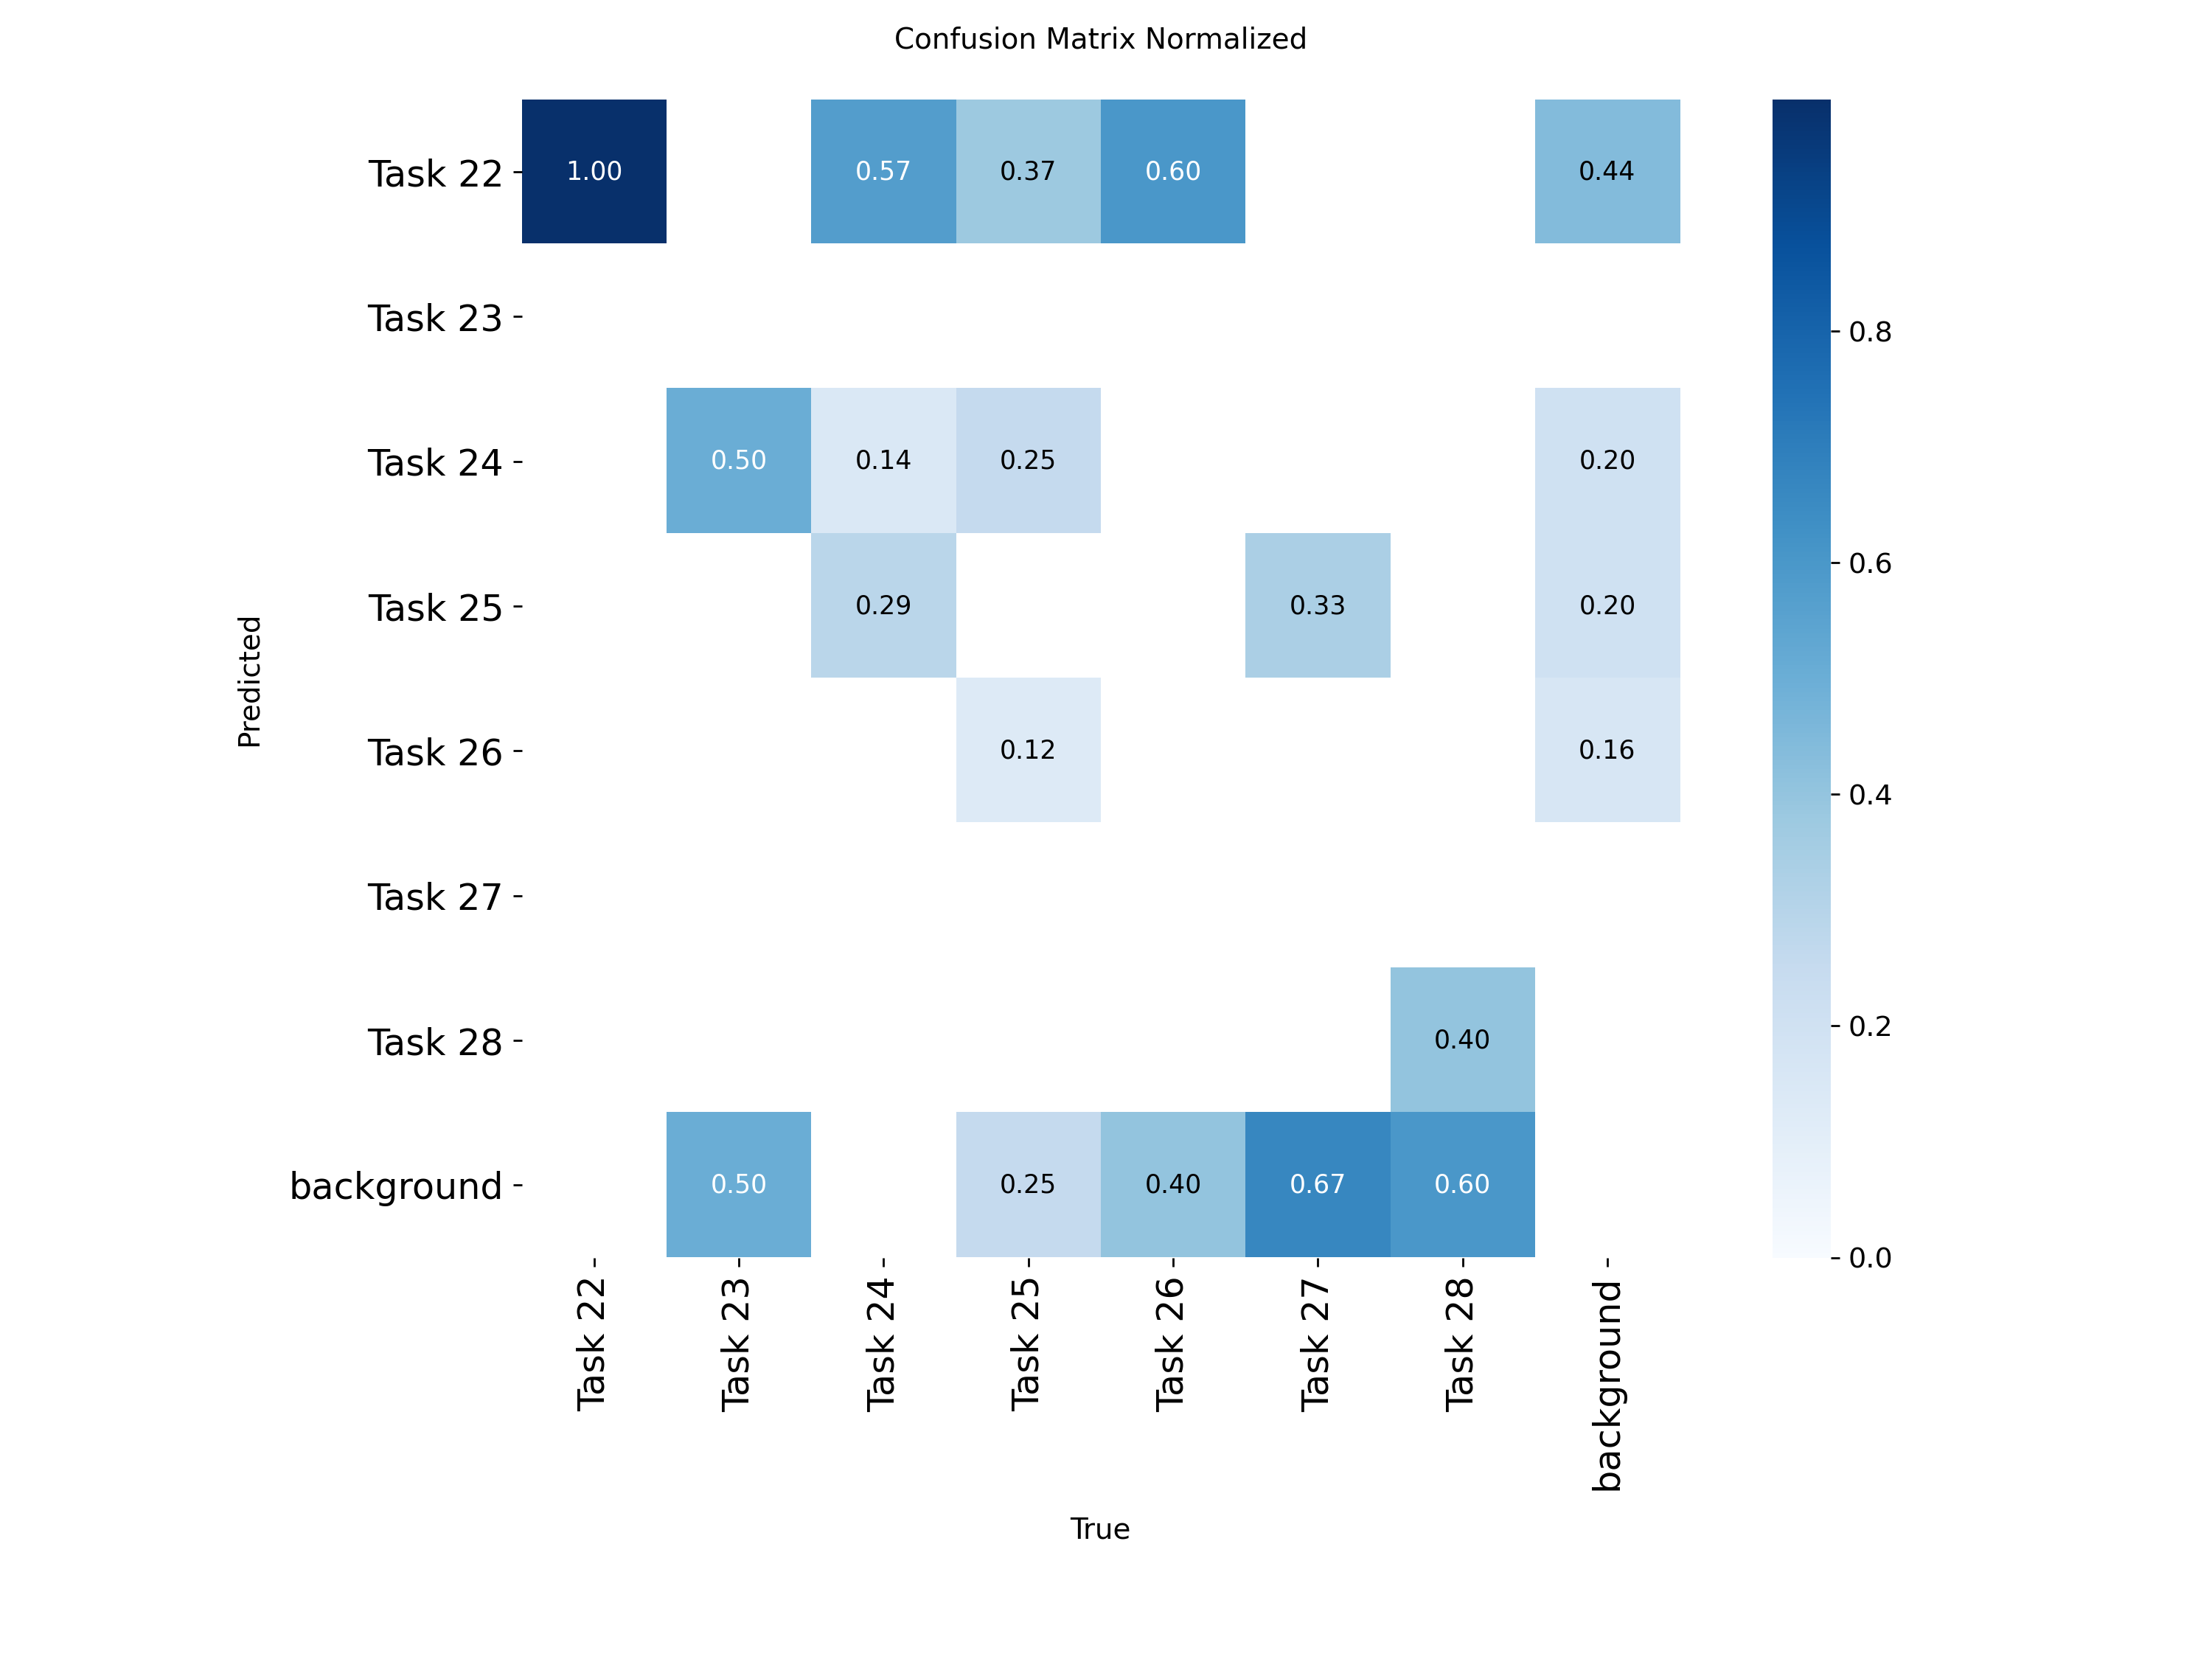 Confusion Matrix Normalized
Task 22 1.00 0.57 0.37 0.60 0.44
Task 23
Task 24 0.50 0.14 0.25 0.20
Task 25 0.29 0.33 0.20
Task 26 0.12 0.16
Task 27
Task 28 0.40
background 0.50 0.25 0.40 0.67 0.60
Predicted
Task 22 Task 23 Task 24 Task 25 Task 26 Task 27 Task 28 background
True
0.8
0.6
0.4
0.2
0.0